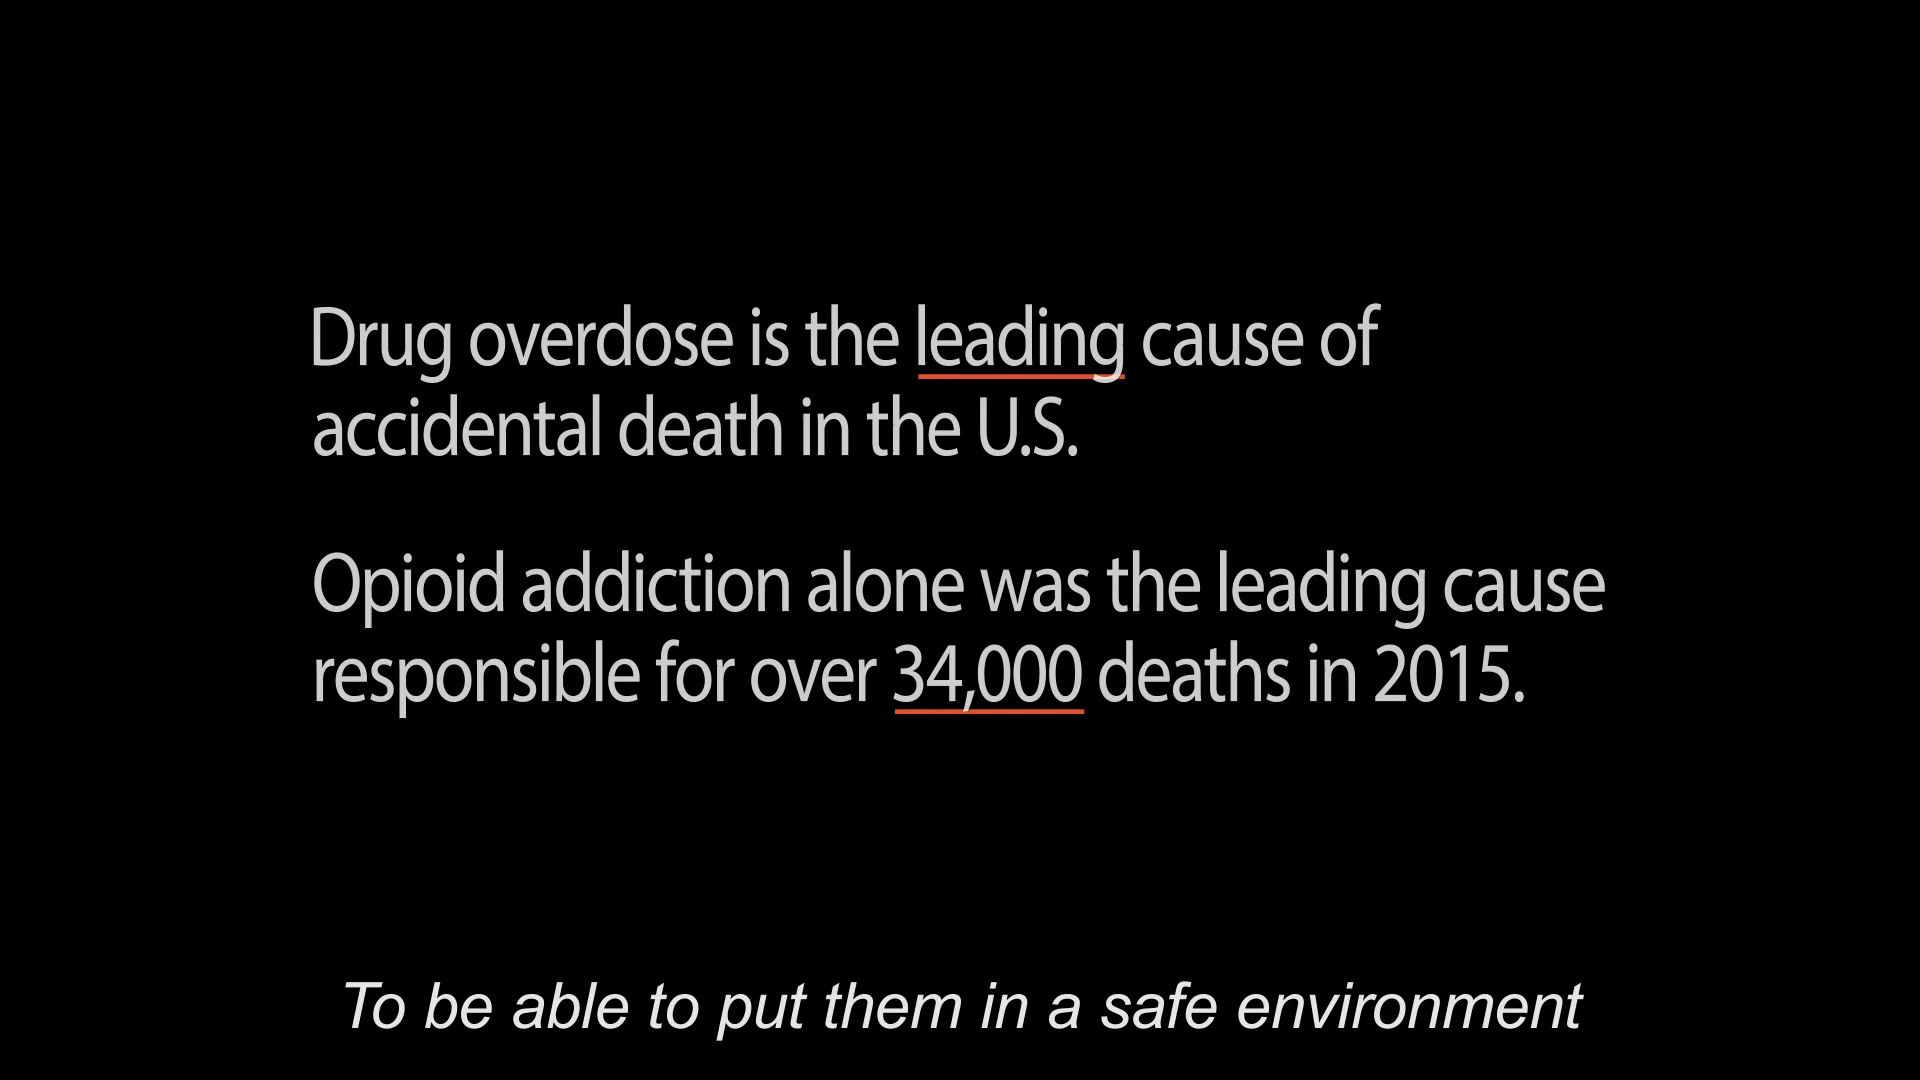 Drug overdose is the leading cause of
accidental death in the U.S.
Opioid addiction alone was the leading cause
responsible for over 34,000 deaths in 2015.
To be able to put them in a safe environment